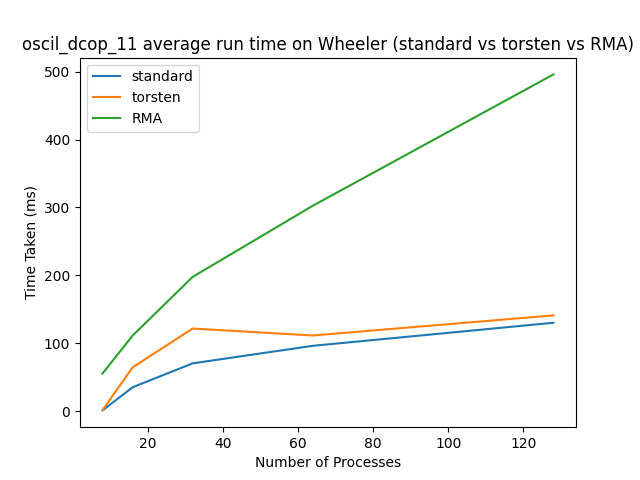 oscil_dcop_11 average run time on Wheeler (standard vs torsten vs RMA)
standard
torsten
RMA
500
400
300
200
100
0
Time Taken (ms)
20 40 60 80 100 120
Number of Processes